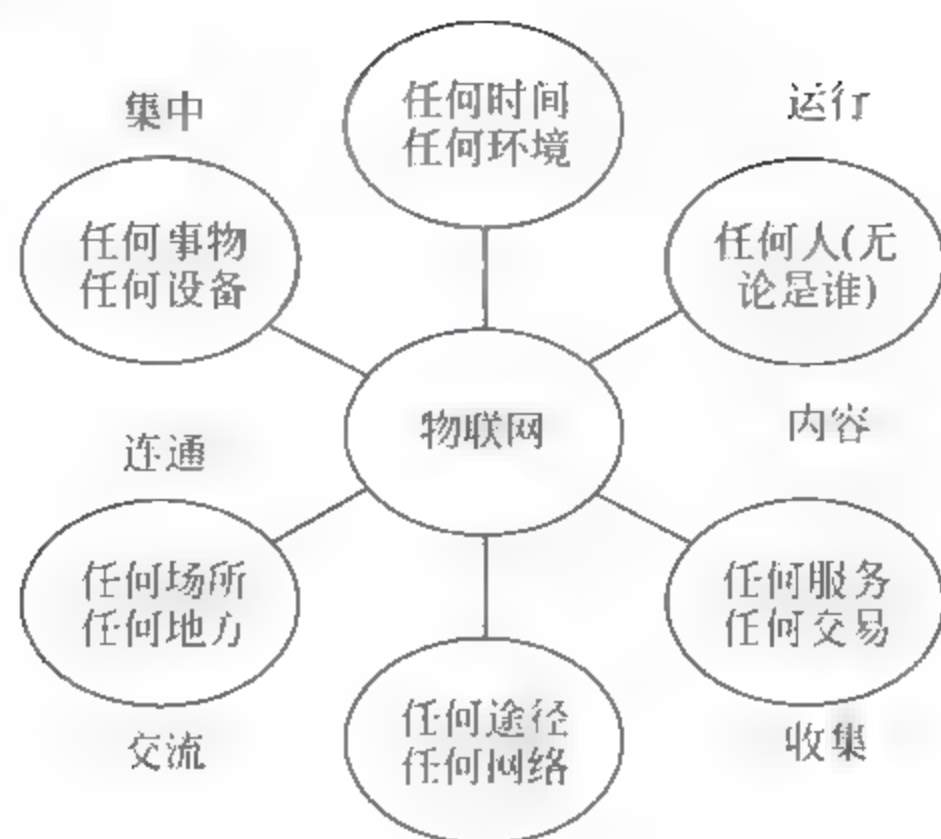 集中
任何时间
任何环境
运行
任何事物
任何设备
任何人(无
论是谁)
物联网
连通
内容
任何场所
任何地方
任何服务
任何交易
交流
任何途径
任何网络
收集